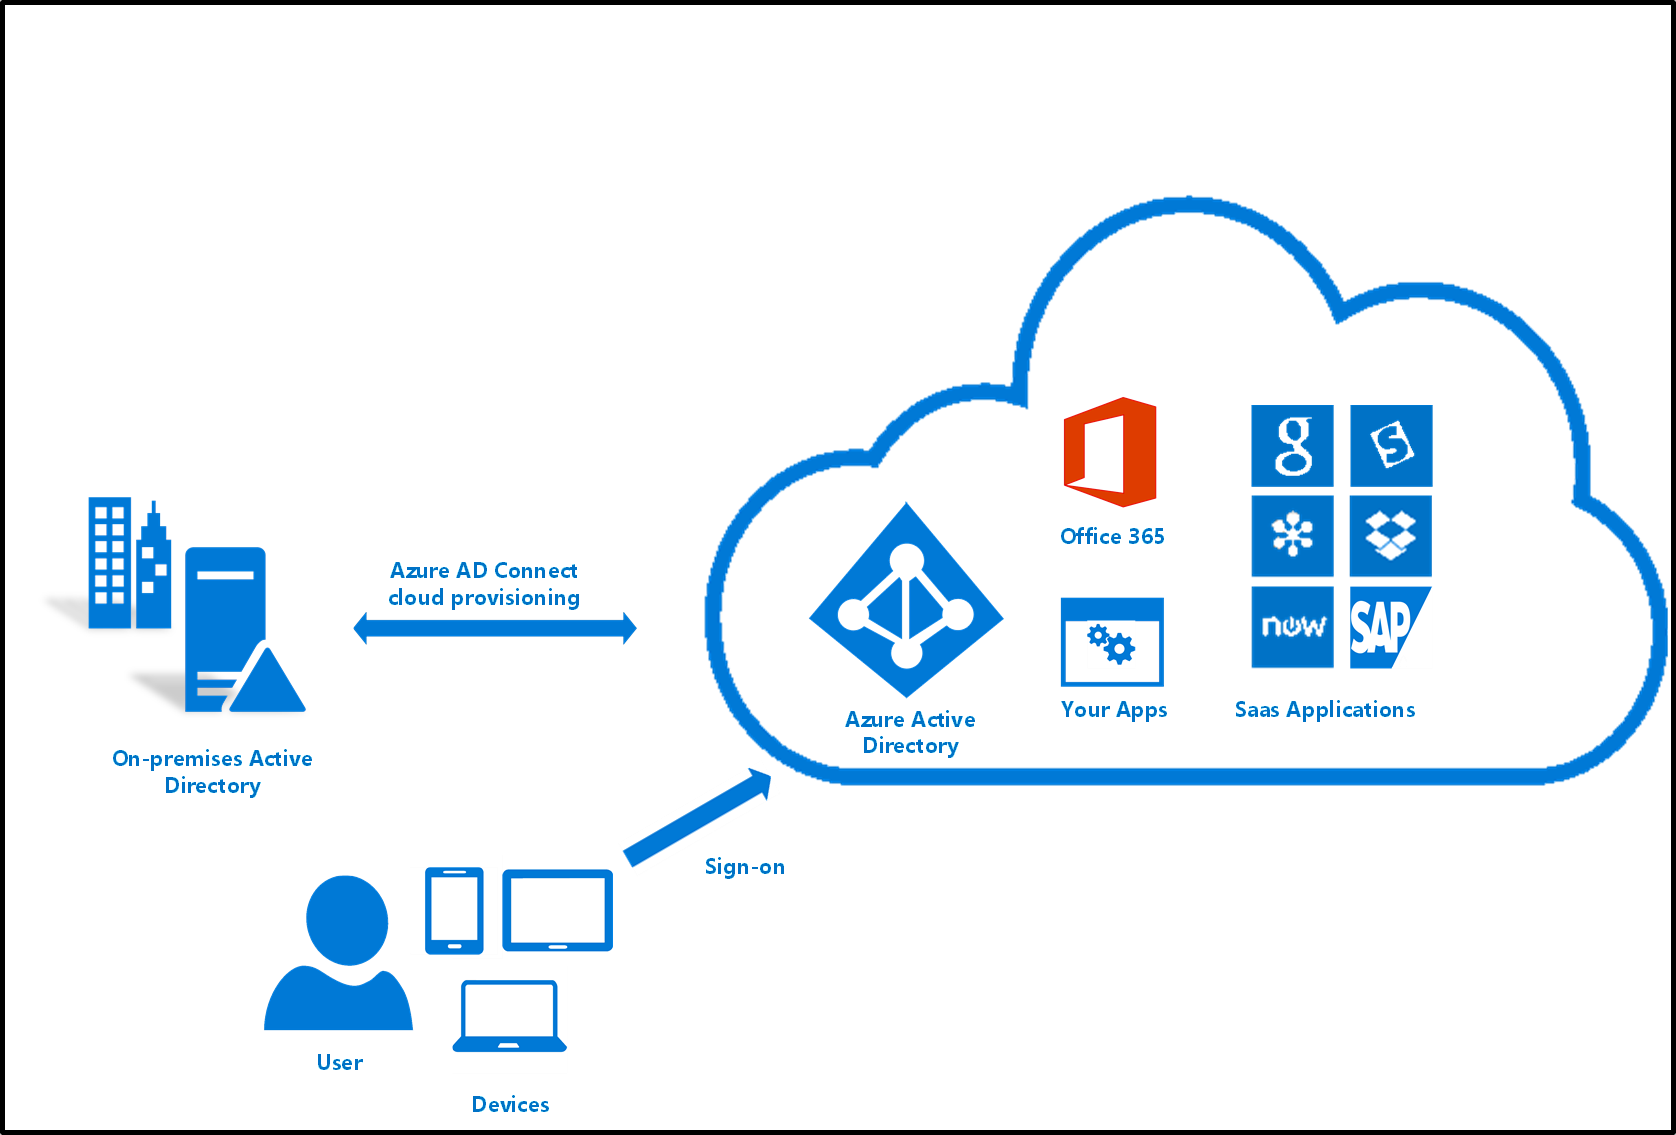 Office 365
g
S
now
SAP
Azure AD Connect
cloud provisioning
Your Apps
Saas Applications
Azure Active
Directory
On-premises Active
Directory
Sign-on
User
Devices